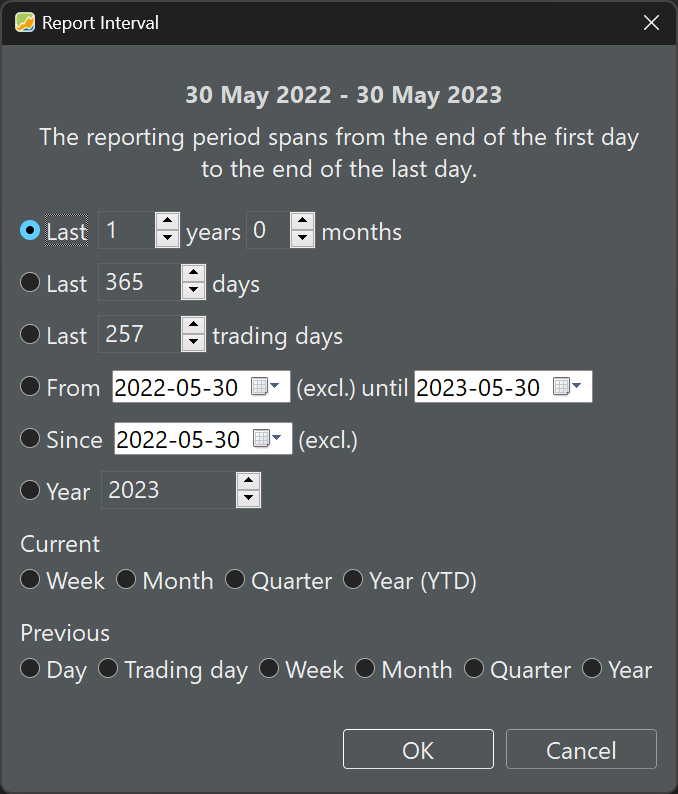 Report Interval
30 May 2022 - 30 May 2023
The reporting period spans from the end of the first day
to the end of the last day.
Last 1 years 0 months
Last 365 days
Last 257 trading days
From 2022-05-30 (excl.) until 2023-05-30
Since 2022-05-30 (excl.)
Year 2023
Current
Week Month Quarter Year (YTD)
Previous
Day Trading day Week Month Quarter Year
OK Cancel